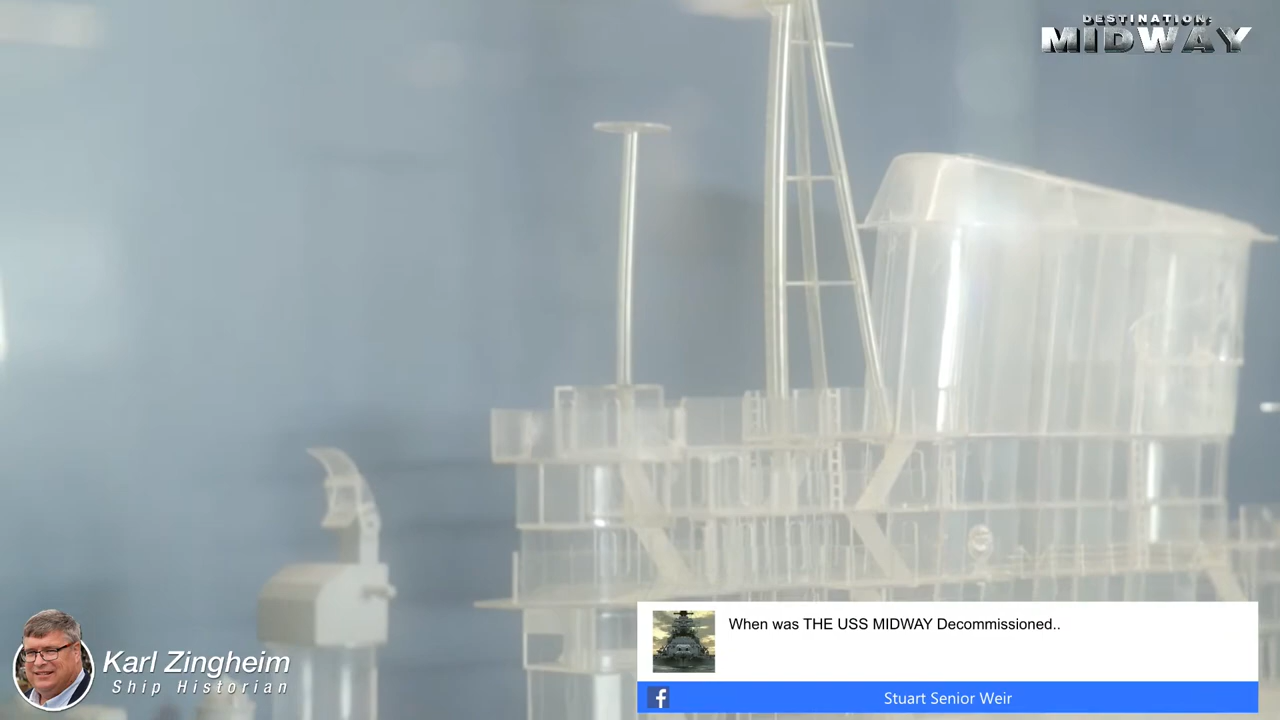 DESTINATION:
MIDWAY
Karl Zingheim
Ship Historian
When was THE USS MIDWAY Decommissioned..
Stuart Senior Weir